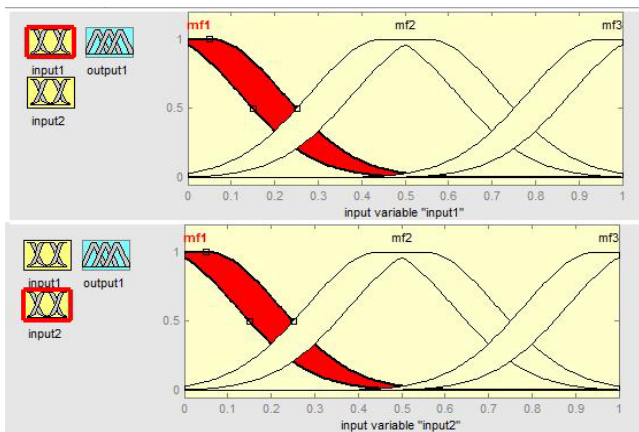 mf1 mf2 mf3
1
0.5
0
input1 output1
input2
0 0.1 0.2 0.3 0.4 0.5 0.6 0.7 0.8 0.9 1
input variable "input1"
mf1 mf2 mf3
1
0.5
0
input1 output1
input2
0 0.1 0.2 0.3 0.4 0.5 0.6 0.7 0.8 0.9 1
input variable "input2"